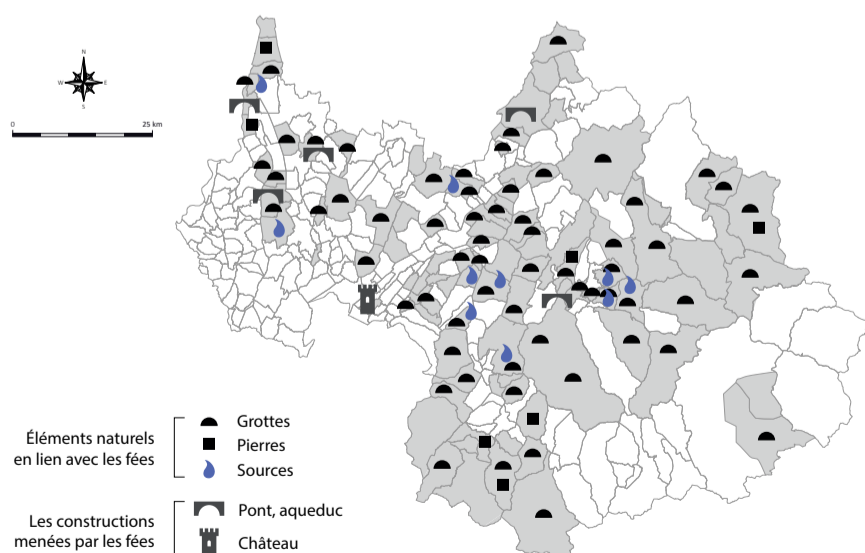 N
W E
S
0 25 km
Éléments naturels
en lien avec les fées
Grottes
Pierres
Sources
Les constructions
menées par les fées
Pont, aqueduc
Château